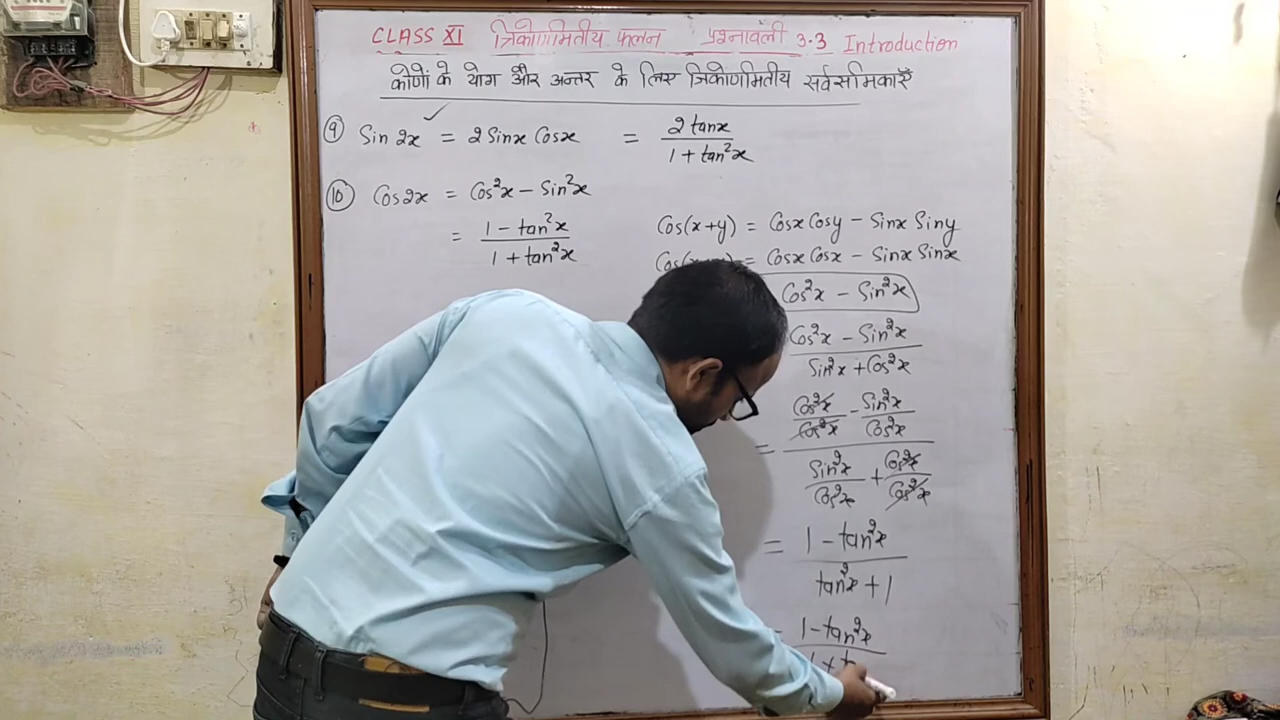 CLASS XI त्रिकोणमितीय फलन प्रश्नावली 3.3 Introduction
कोणों के योग और अन्तर के लिए त्रिकोणमितीय सर्वसमिकाएँ
⑨ Sin 2x = 2 Sinx Cosx = 2 tanx / 1 + tan²x
⑩ Cos2x = Cos²x − Sin²x
= 1 − tan²x / 1 + tan²x
Cos(x+y) = Cosx Cosy − Sinx Siny
= Cosx Cosx − Sinx Sinx
Cos²x − Sin²x
Cos²x − Sin²x / Sin²x + Cos²x
= Cos²x / Cos²x − Sin²x / Cos²x
Sin²x / Cos²x + Cos²x / Cos²x
= 1 − tan²x / tan²x + 1
1 − tan²x
1 +